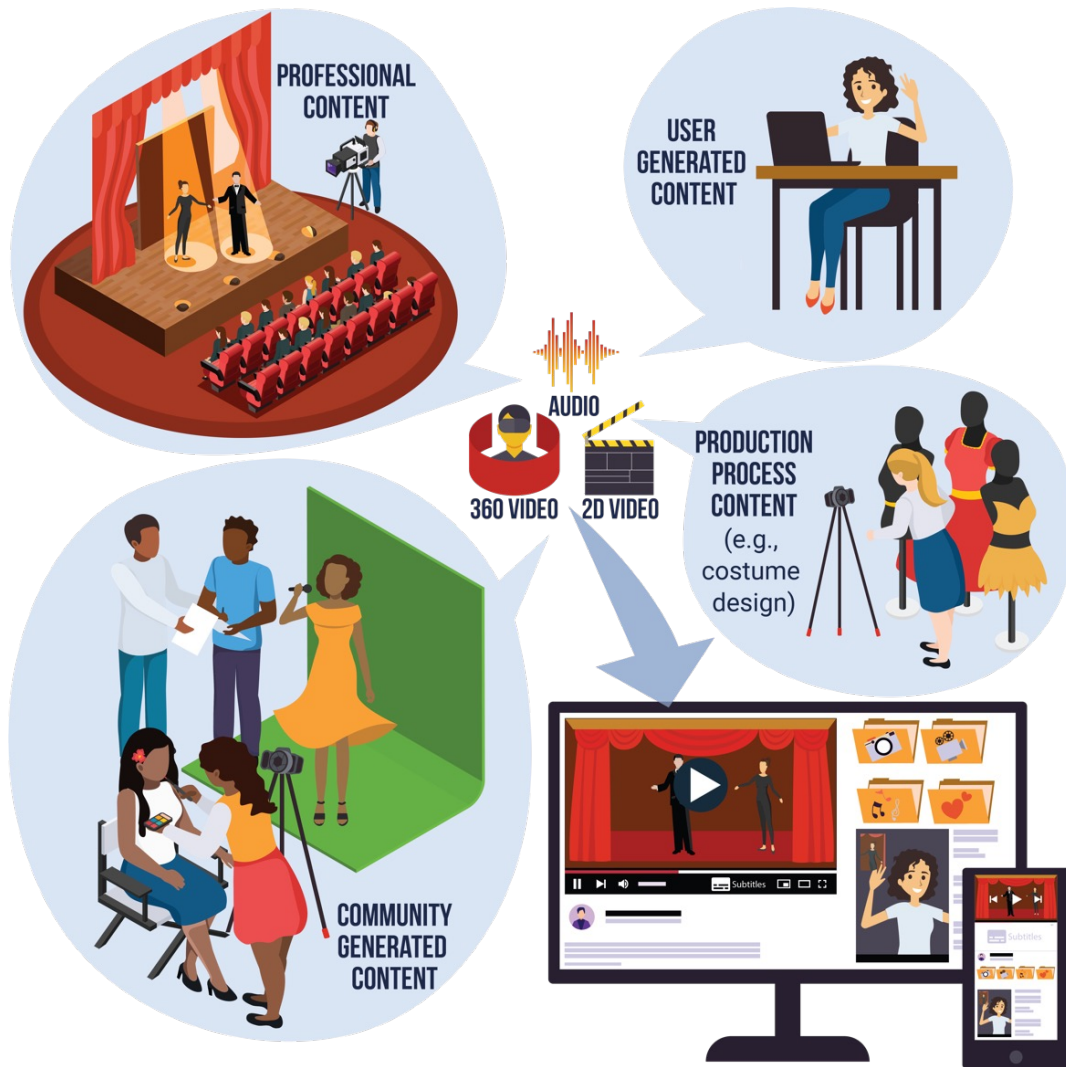 PROFESSIONAL
CONTENT
USER
GENERATED
CONTENT
AUDIO
360 VIDEO
2D VIDEO
PRODUCTION
PROCESS
CONTENT
(e.g.,
costume
design)
COMMUNITY
GENERATED
CONTENT
Subtitles
Subtitles